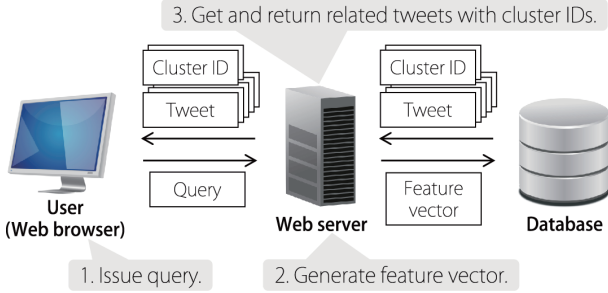 3. Get and return related tweets with cluster IDs.
Cluster ID
Tweet
Cluster ID
Tweet
Query
Feature
vector
User
(Web browser)
Web server
Database
1. Issue query.
2. Generate feature vector.